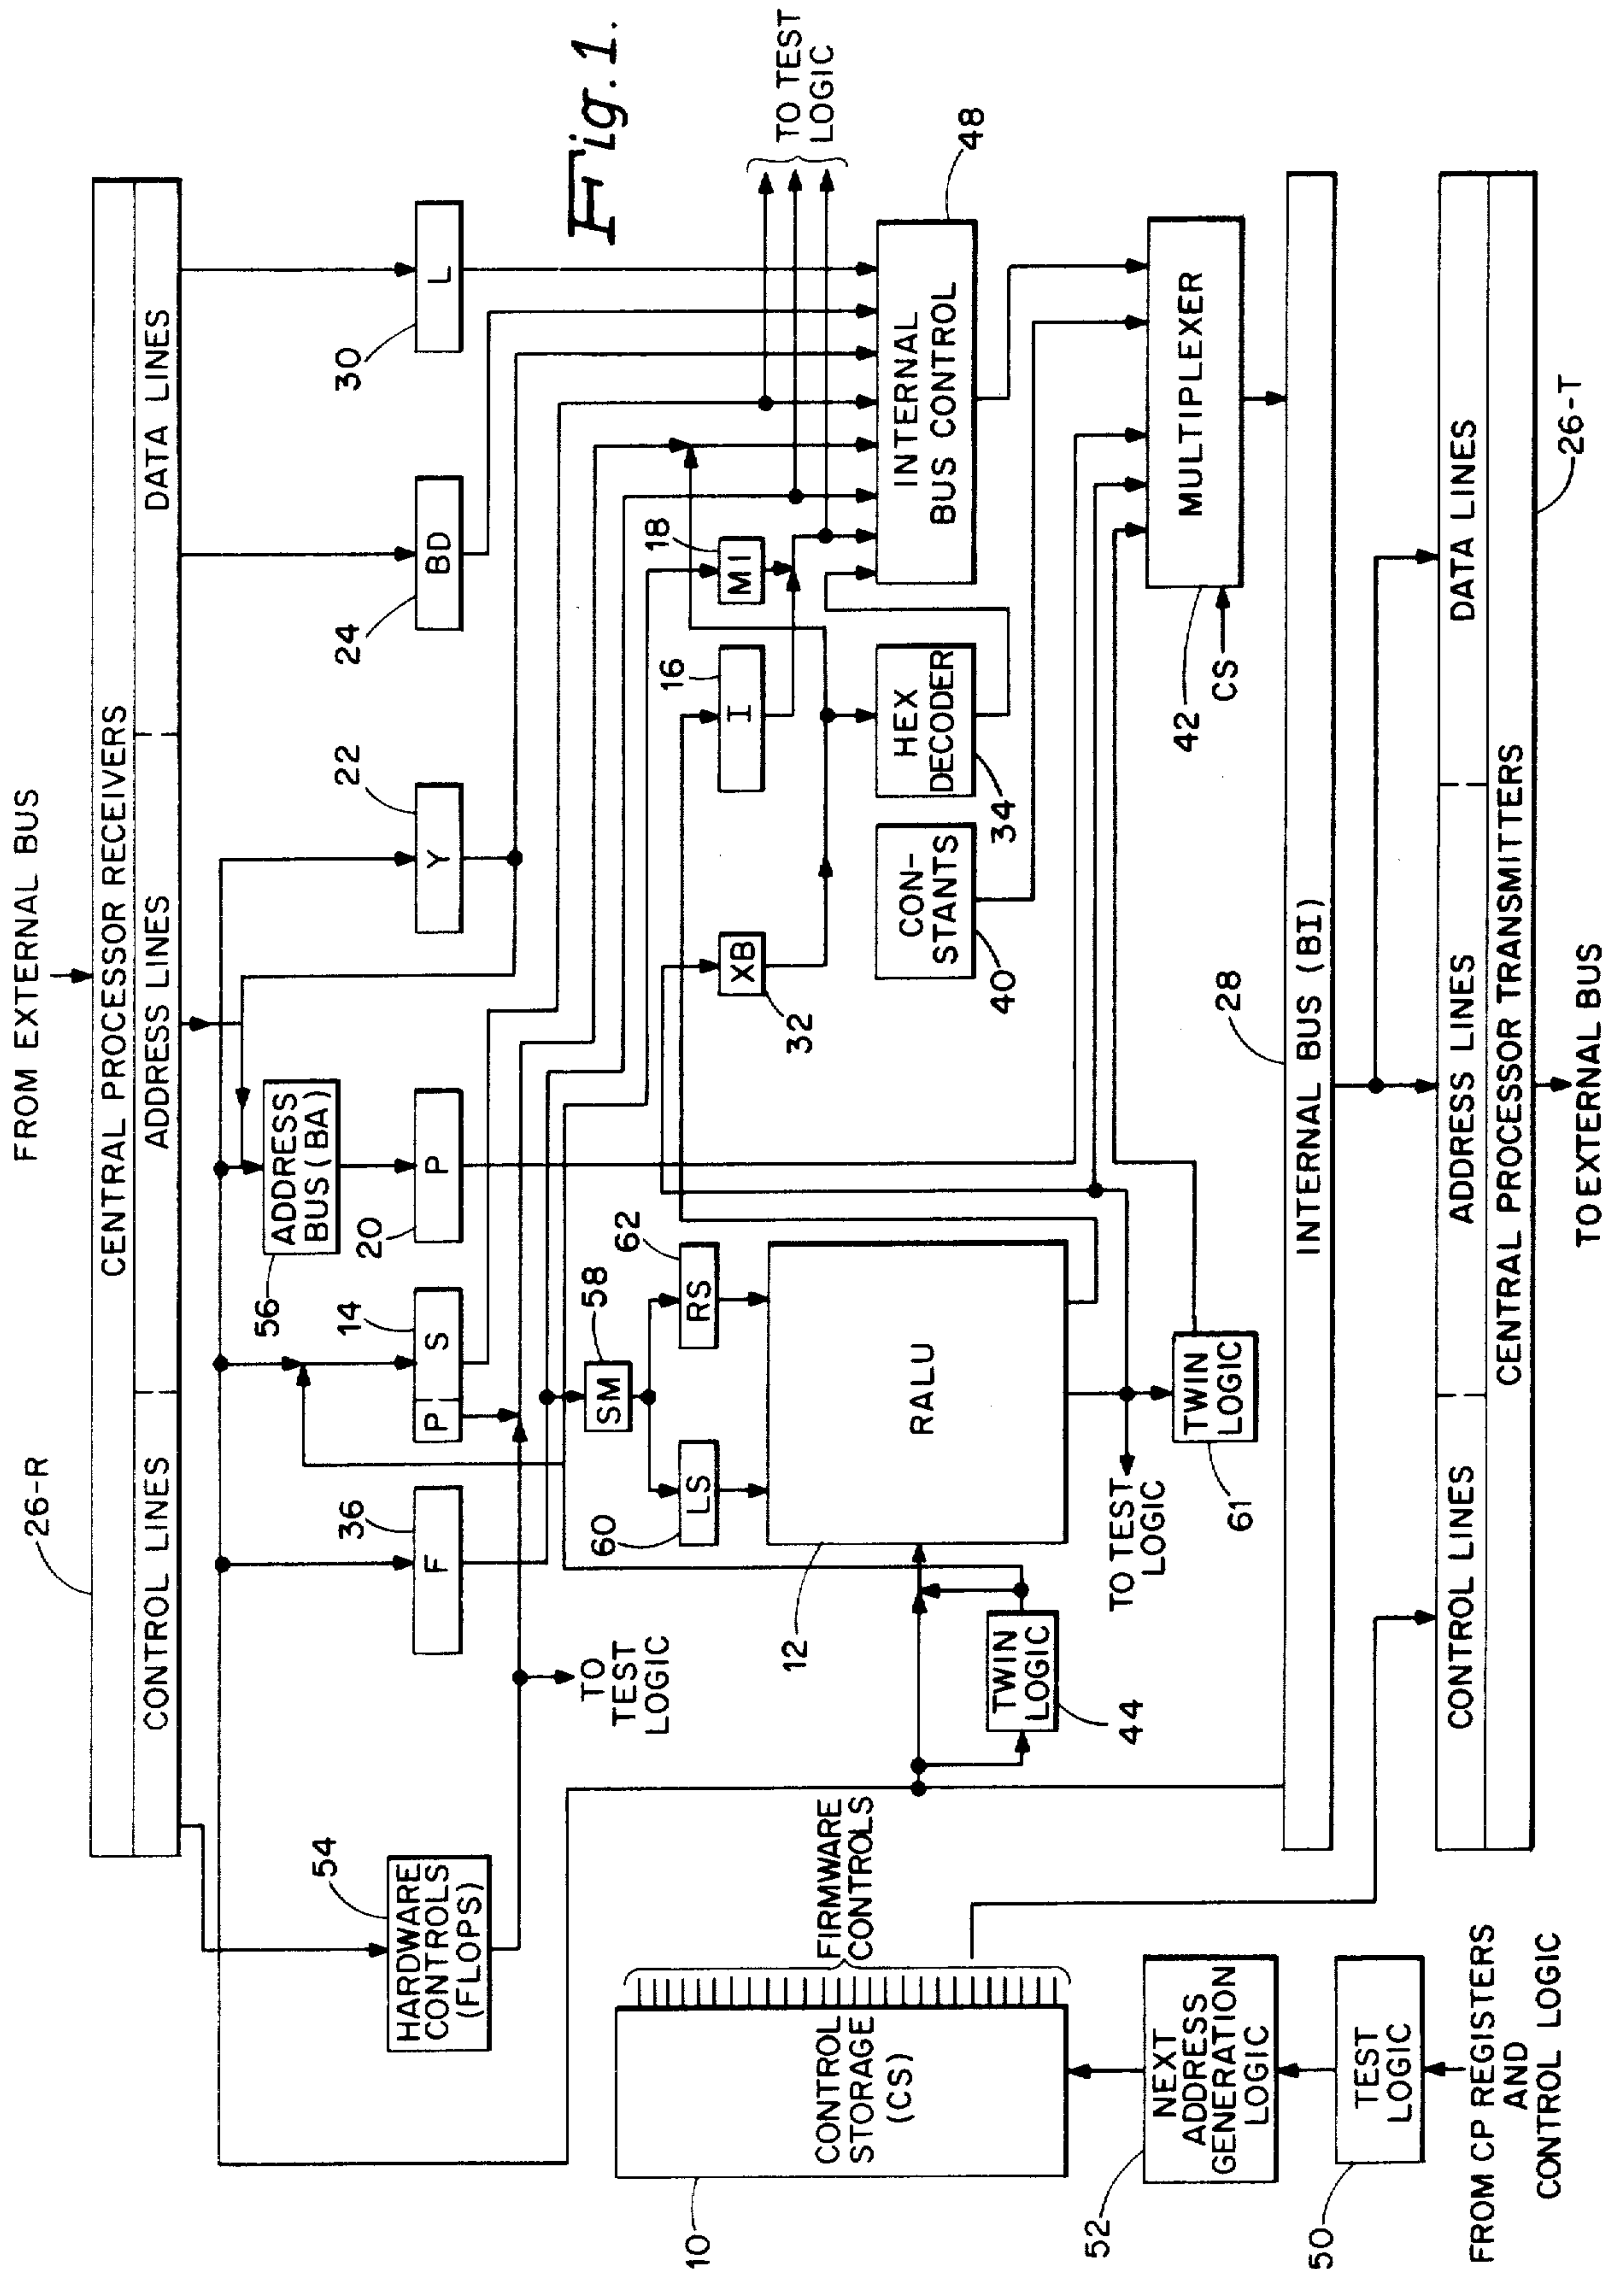 FROM EXTERNAL BUS
26-R
CENTRAL PROCESSOR RECEIVERS
CONTROL LINES
ADDRESS LINES
DATA LINES
54
HARDWARE
CONTROLS
(FLOPS)
56
ADDRESS
BUS(BA)
36
F
14
P
S
20
P
22
Y
24
BD
30
L
Fig. 1.
TO
TEST
LOGIC
58
SM
60
LS
62
RS
32
XB
16
I
18
MI
TO TEST
LOGIC
10
CONTROL
STORAGE
(CS)
FIRMWARE
CONTROLS
12
RALU
40
CON-
STANTS
34
HEX
DECODER
INTERNAL
BUS CONTROL
48
TWIN
LOGIC
44
TO TEST
LOGIC
52
NEXT
ADDRESS
GENERATION
LOGIC
TWIN
LOGIC
61
MULTIPLEXER
42
CS
28
INTERNAL BUS (BI)
50
TEST
LOGIC
FROM CP REGISTERS
AND
CONTROL LOGIC
CONTROL LINES
ADDRESS LINES
DATA LINES
CENTRAL PROCESSOR TRANSMITTERS
26-T
TO EXTERNAL BUS